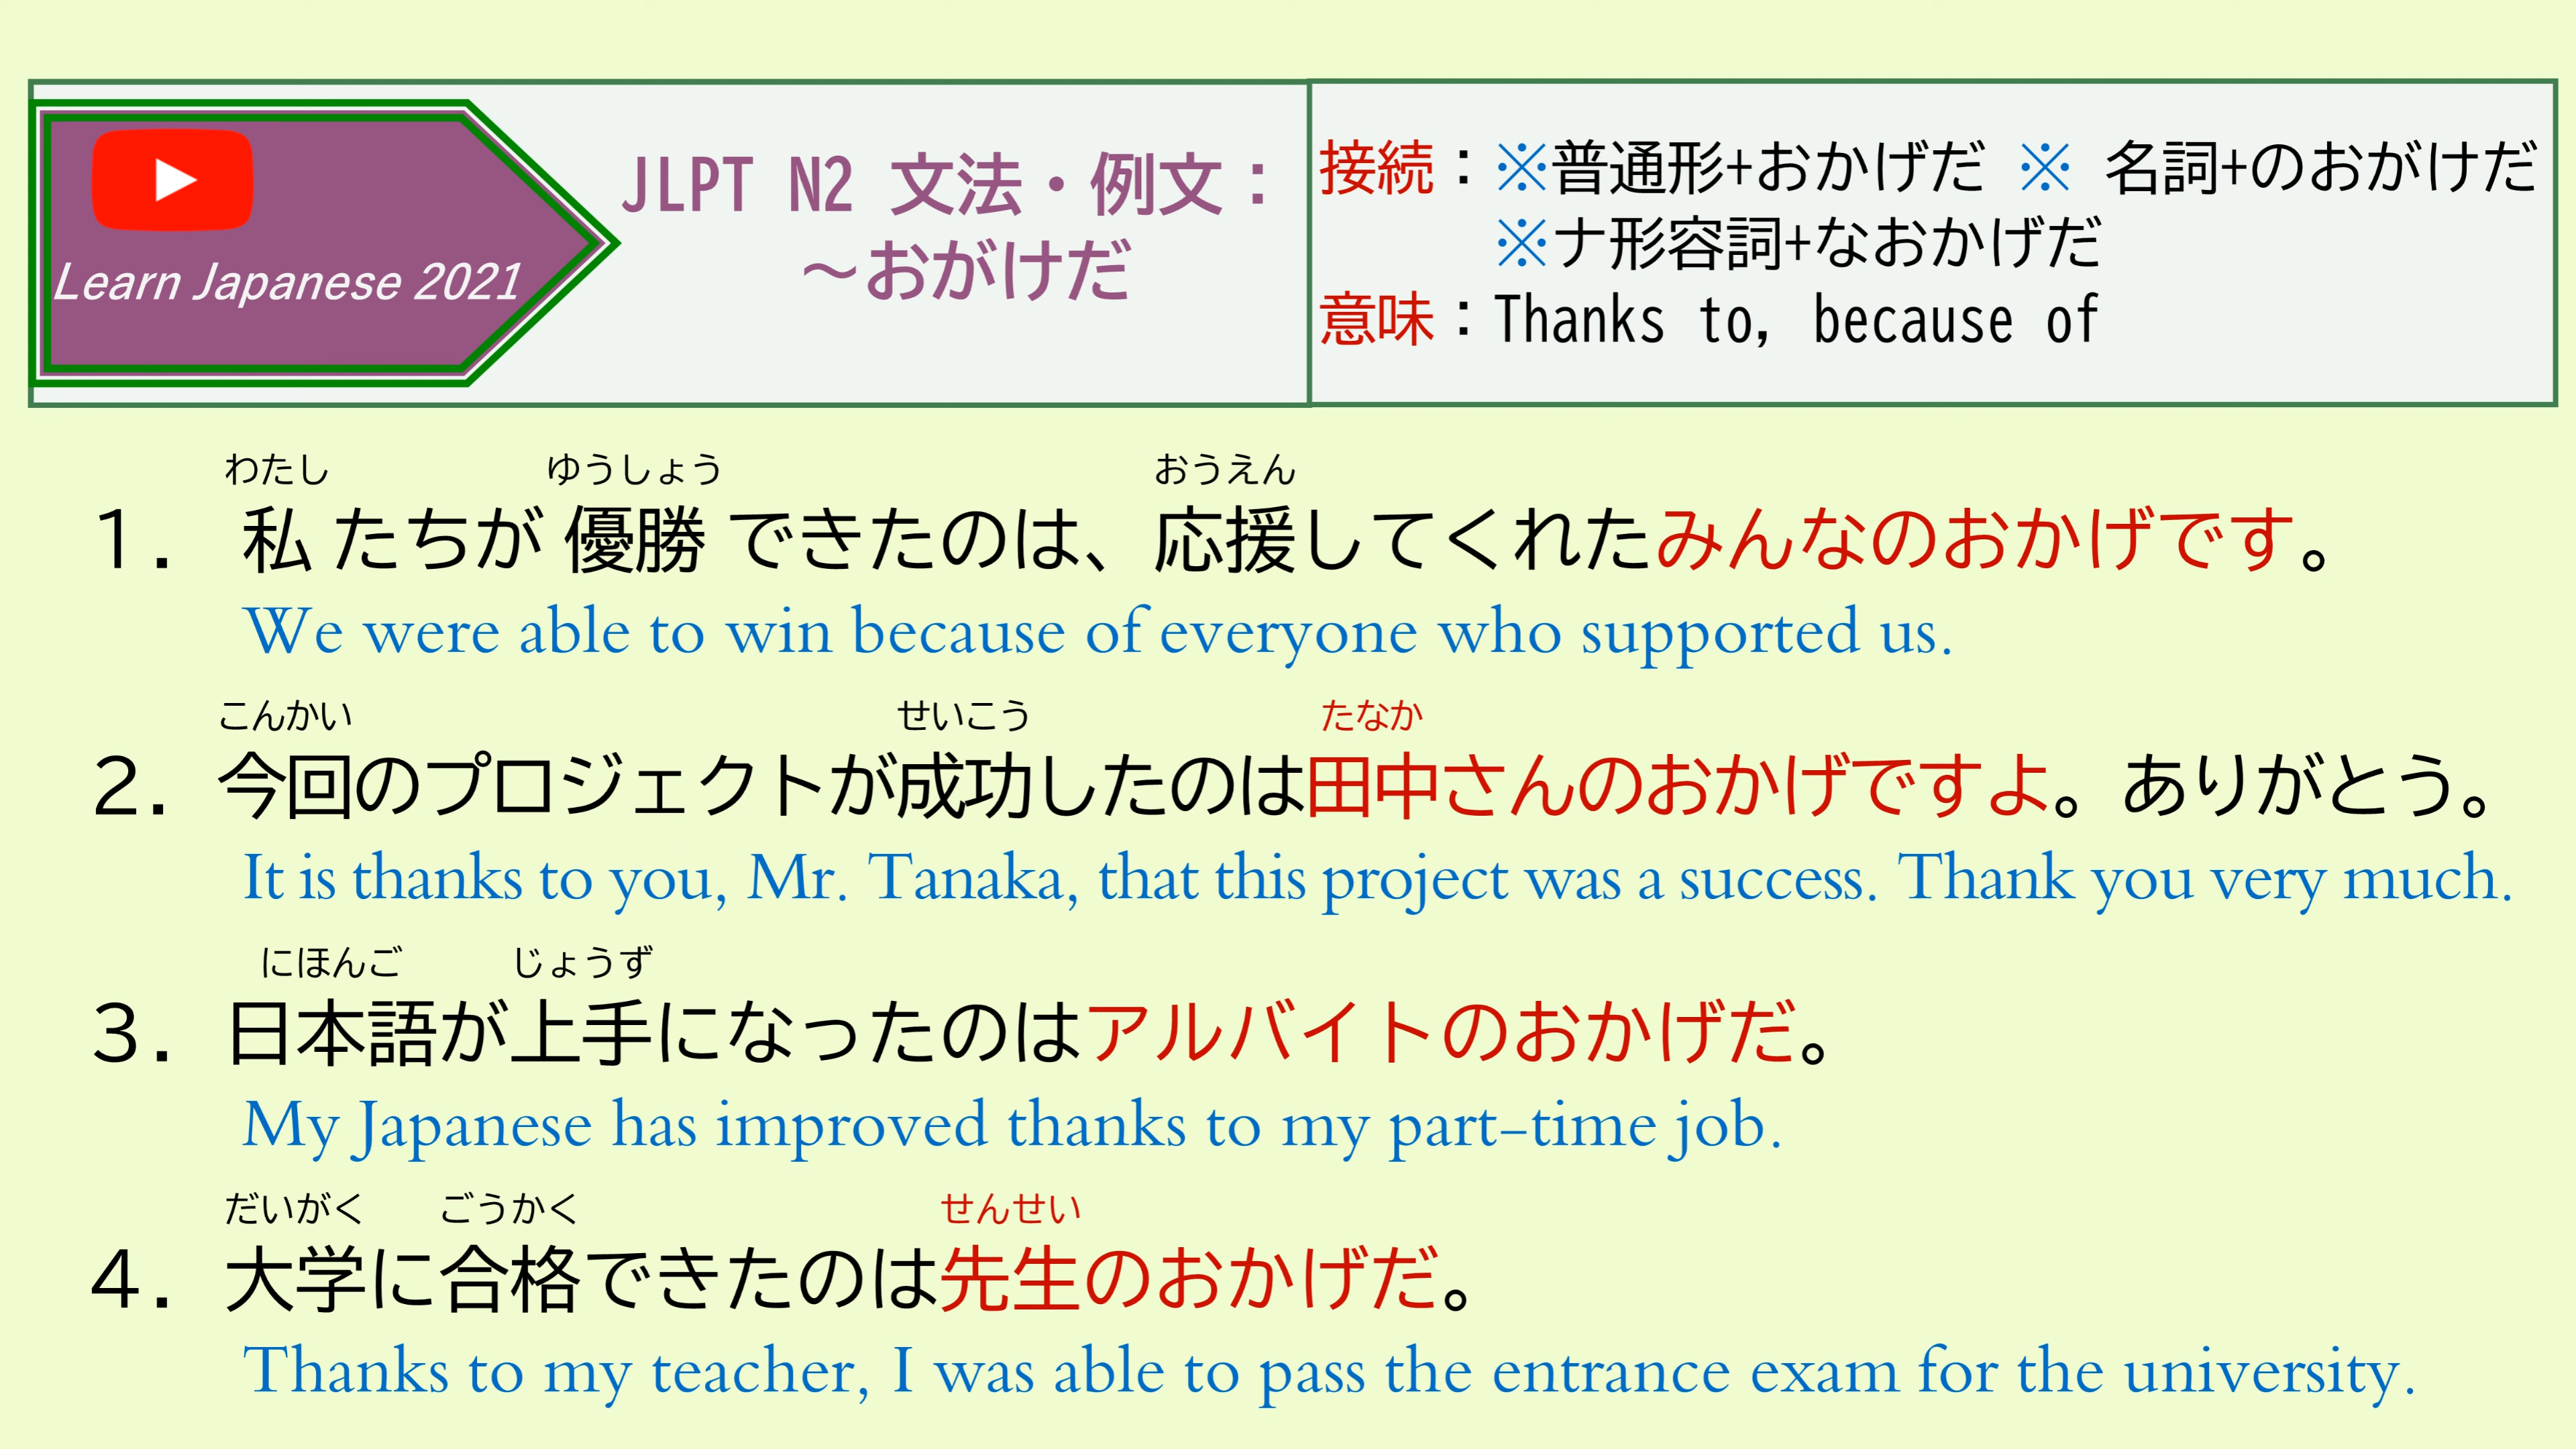 Learn Japanese 2021
JLPT N2 文法・例文：
～おがけだ
接続：※普通形+おかげだ ※ 名詞+のおがけだ
※ナ形容詞+なおかげだ
意味：Thanks to, because of
わたし ゆうしょう おうえん
1. 私たちが優勝できたのは、応援してくれたみんなのおかげです。
We were able to win because of everyone who supported us.
こんかい せいこう たなか
2. 今回のプロジェクトが成功したのは田中さんのおかげですよ。ありがとう。
It is thanks to you, Mr. Tanaka, that this project was a success. Thank you very much.
にほんご じょうず
3. 日本語が上手になったのはアルバイトのおかげだ。
My Japanese has improved thanks to my part-time job.
だいがく ごうかく せんせい
4. 大学に合格できたのは先生のおかげだ。
Thanks to my teacher, I was able to pass the entrance exam for the university.